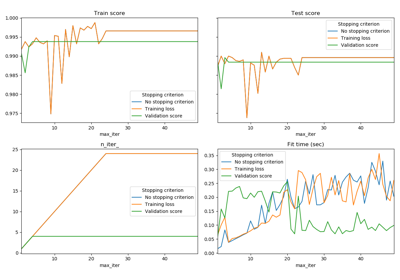 Train score
1.000
0.995
0.990
0.985
0.980
0.975
Stopping criterion
No stopping criterion
Training loss
Validation score
10
20
30
40
max_iter
Test score
Stopping criterion
No stopping criterion
Training loss
Validation score
10
20
30
40
max_iter
n_iter_
25
20
15
10
5
0
Stopping criterion
No stopping criterion
Training loss
Validation score
10
20
30
40
max_iter
Fit time (sec)
0.35
0.30
0.25
0.20
0.15
0.10
0.05
0.00
Stopping criterion
No stopping criterion
Training loss
Validation score
10
20
30
40
max_iter